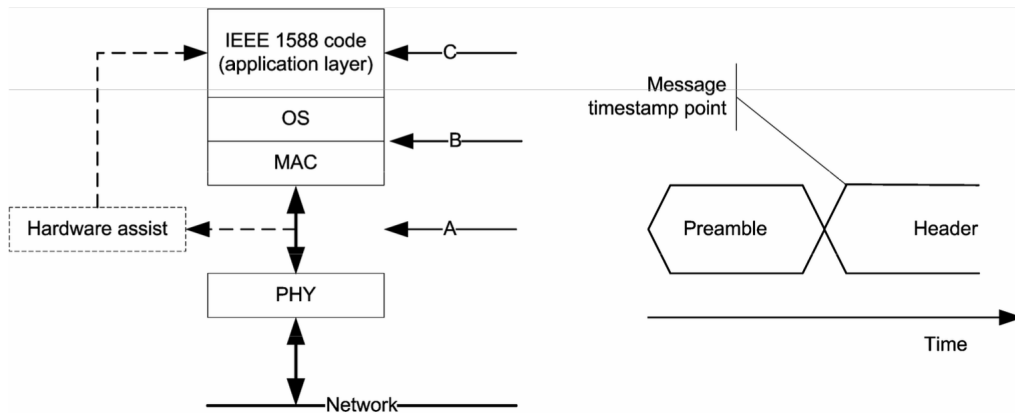 IEEE 1588 code
(application layer)
C
OS
B
MAC
Hardware assist
A
PHY
Network
Message
timestamp point
Preamble
Header
Time